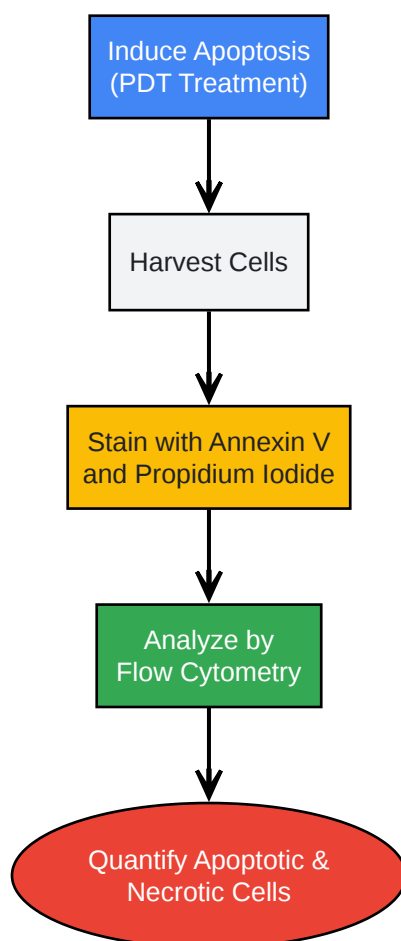 Induce Apoptosis
(PDT Treatment)
Harvest Cells
Stain with Annexin V
and Propidium Iodide
Analyze by
Flow Cytometry
Quantify Apoptotic &
Necrotic Cells